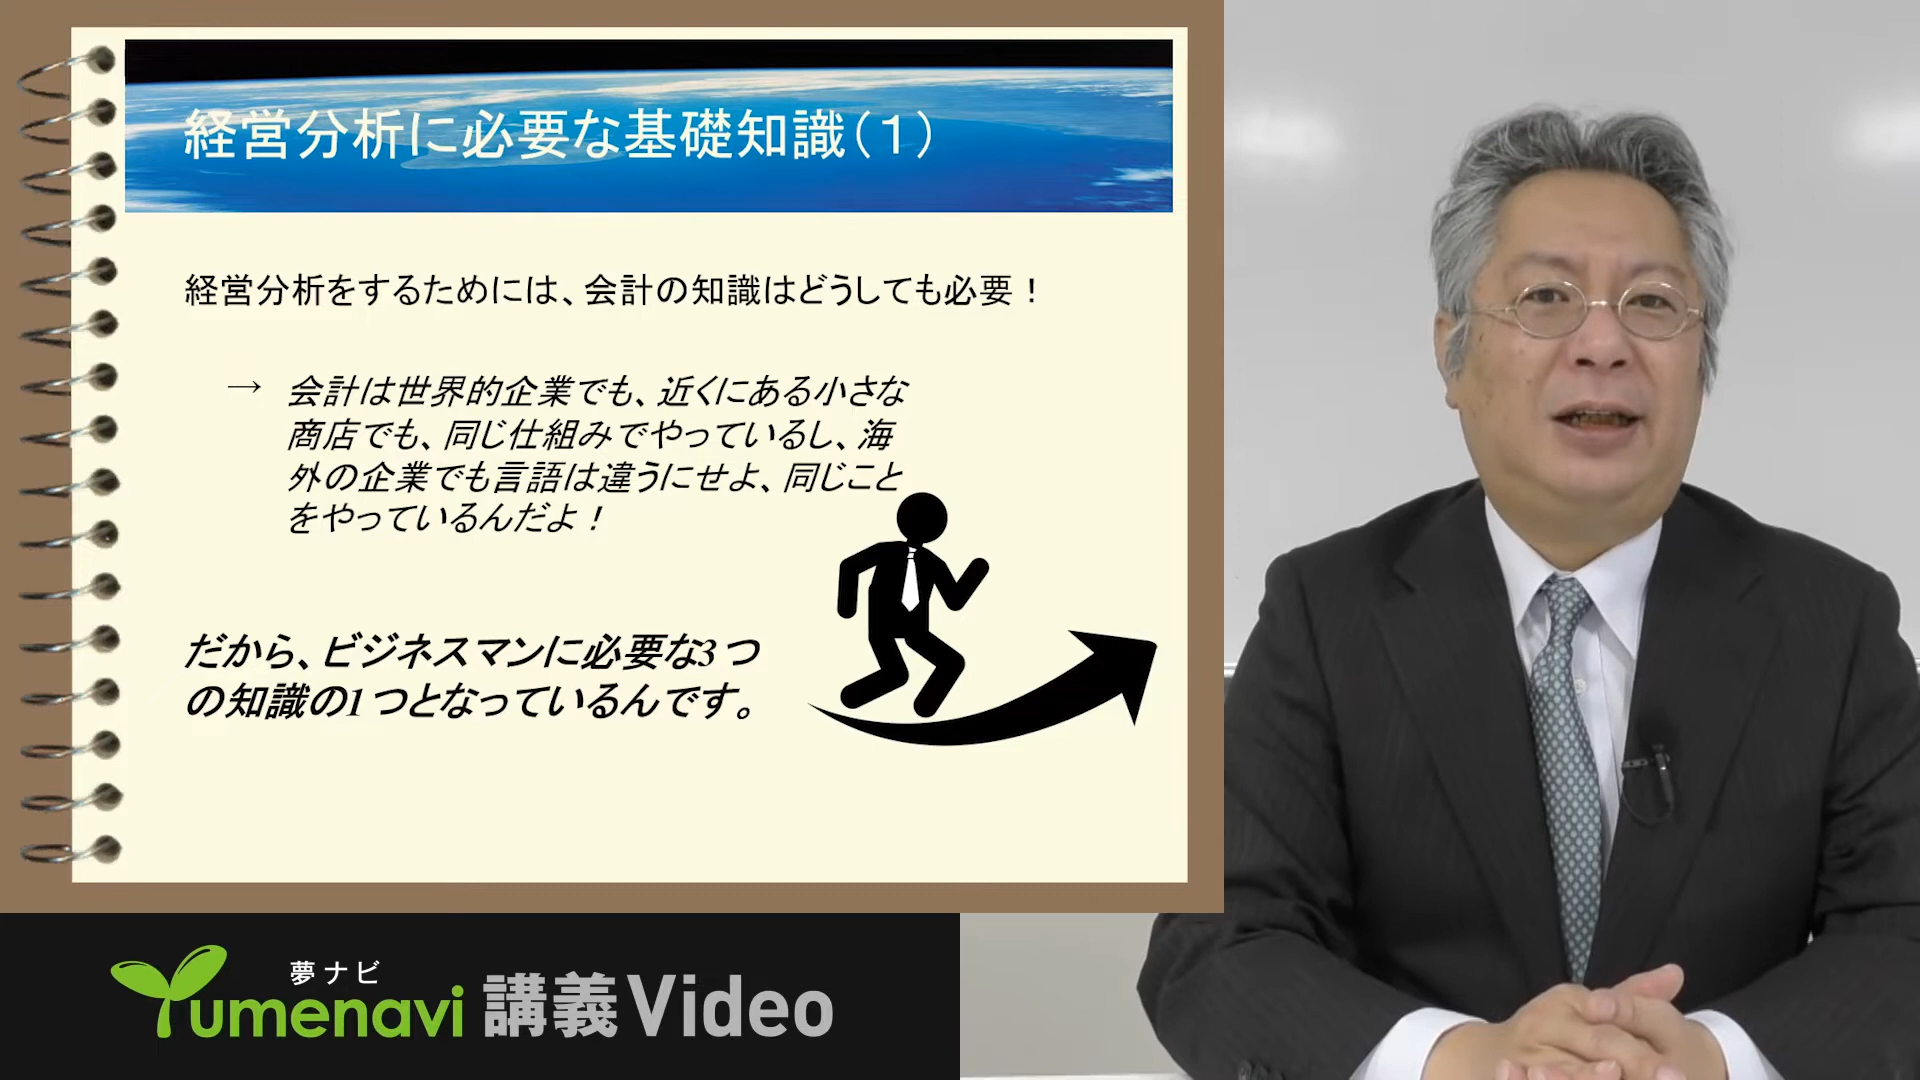 経営分析に必要な基礎知識（１）
経営分析をするためには、会計の知識はどうしても必要！
→ 会計は世界的企業でも、近くにある小さな
商店でも、同じ仕組みでやっているし、海
外の企業でも言語は違うにせよ、同じこと
をやっているんだよ！
だから、ビジネスマンに必要な3つ
の知識の1つとなっているんです。
夢ナビ
Yumenavi 講義Video